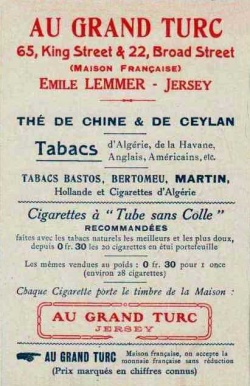 AU GRAND TURC
65, King Street & 22, Broad Street
(MAISON FRANÇAISE)
EMILE LEMMER - JERSEY
THÉ DE CHINE & DE CEYLAN
Tabacs d'Algérie, de la Havane,
Anglais, Américains, etc.
TABACS BASTOS, BERTOMEU, MARTIN,
Hollande et Cigarettes d'Algérie
Cigarettes à "Tube sans Colle"
RECOMMANDÉES
faites avec les tabacs naturels les meilleurs et les plus doux,
depuis 0 fr. 30 les 20 cigarettes en étui portefeuille
Les mêmes vendues au poids : 0 fr. 30 pour 1 once
(environ 28 cigarettes)
Chaque Cigarette porte le timbre de la Maison :
AU GRAND TURC
JERSEY
AU GRAND TURC Maison française, on accepte la
monnaie française sans réduction
(Prix marqués en chiffres connus)